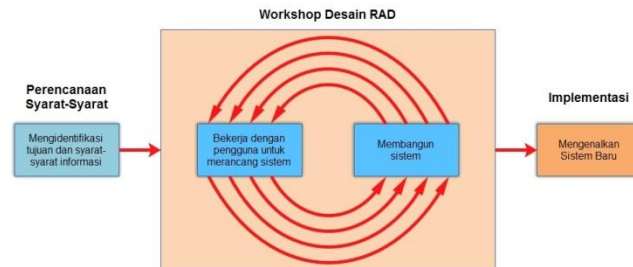 Workshop Desain RAD
Perencanaan
Syarat-Syarat
Mengidentifikasi
tujuan dan syarat-
syarat informasi
Bekerja dengan
pengguna untuk
merancang sistem
Membangun
sistem
Implementasi
Mengenalkan
Sistem Baru